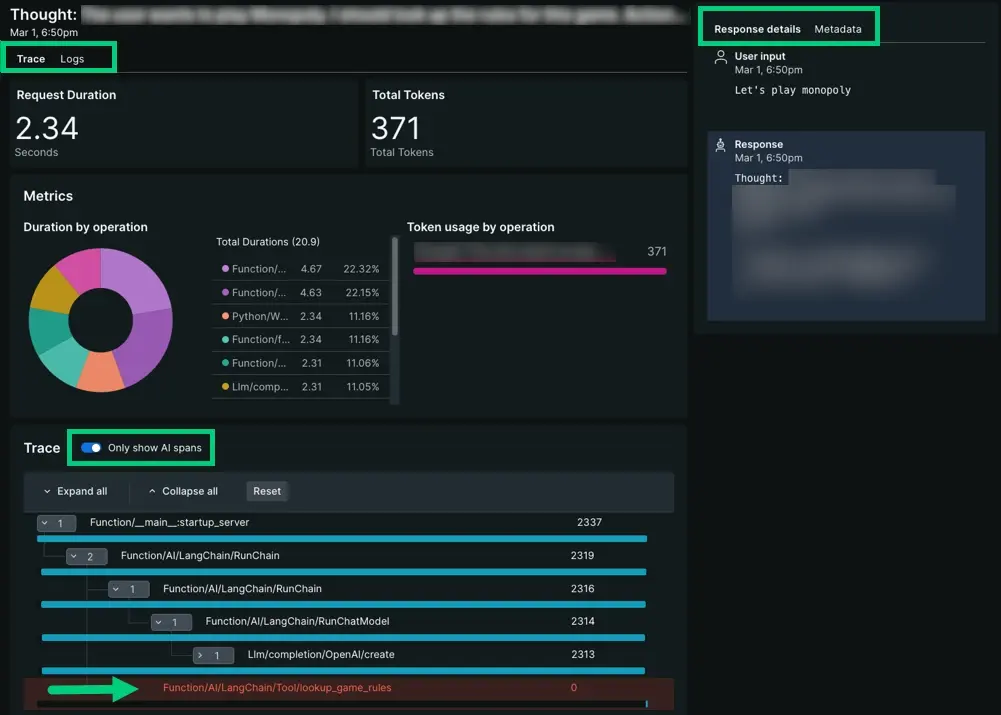 Thought:
Mar 1, 6:50pm
Trace Logs
Request Duration
2.34
Seconds
Total Tokens
371
Total Tokens
Metrics
Duration by operation
Total Durations (20.9)
Function/... 4.67 22.32%
Function/... 4.63 22.15%
Python/W... 2.34 11.16%
Function/f... 2.34 11.16%
Function/... 2.31 11.06%
Llm/comp... 2.31 11.05%
Token usage by operation
371
Trace Only show AI spans
Expand all Collapse all Reset
1 Function/__main__:startup_server 2337
2 Function/AI/LangChain/RunChain 2319
1 Function/AI/LangChain/RunChain 2316
1 Function/AI/LangChain/RunChatModel 2314
1 Llm/completion/OpenAI/create 2313
Function/AI/LangChain/Tool/lookup_game_rules 0
Response details Metadata
User input
Mar 1, 6:50pm
Let's play monopoly
Response
Mar 1, 6:50pm
Thought: